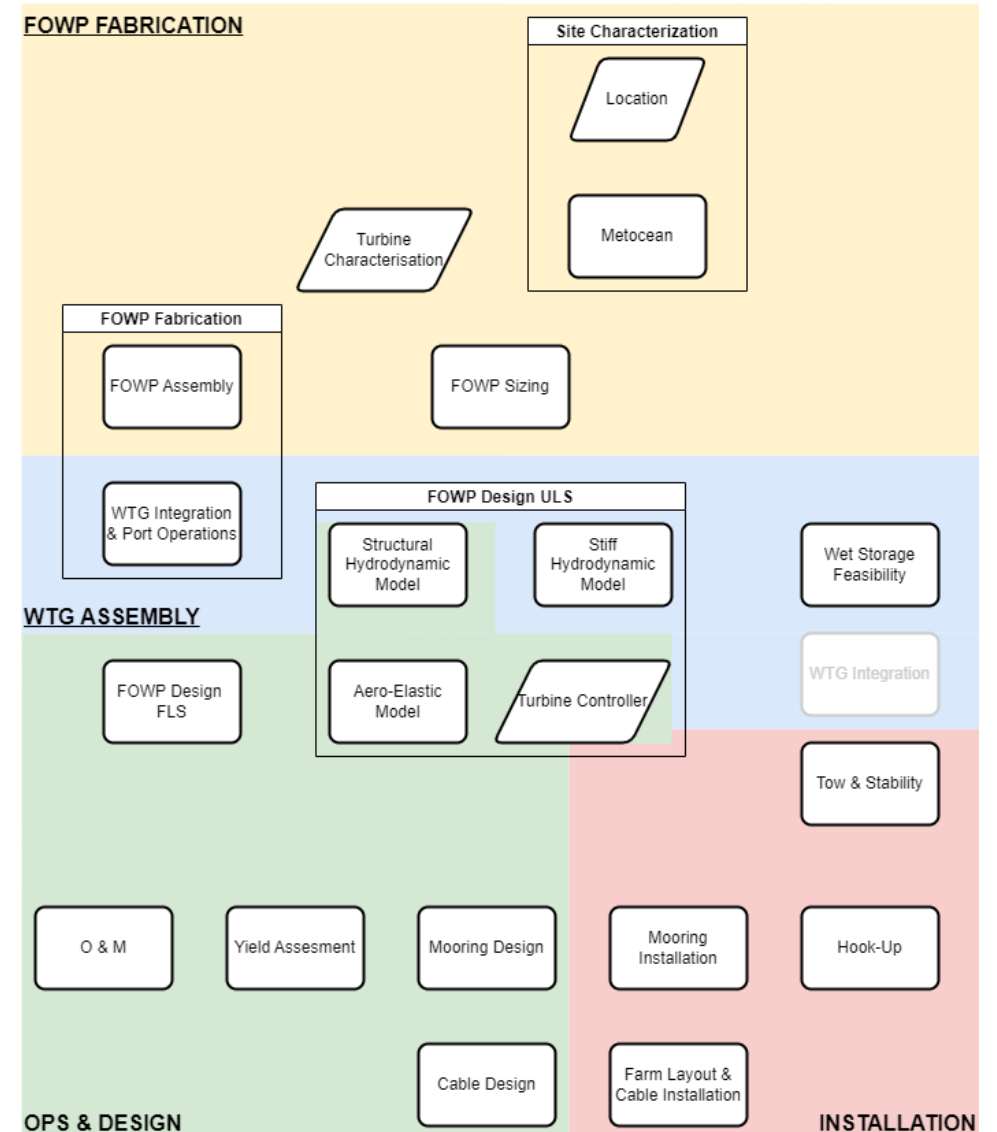 FOWP FABRICATION
Site Characterization
Location
Turbine
Characterisation
Metocean
FOWP Fabrication
FOWP Assembly
FOWP Sizing
WTG Integration
& Port Operations
FOWP Design ULS
Structural
Hydrodynamic
Model
Stiff
Hydrodynamic
Model
Wet Storage
Feasibility
WTG ASSEMBLY
WTG Integration
FOWP Design
FLS
Aero-Elastic
Model
Turbine Controller
Tow & Stability
O & M
Yield Assesment
Mooring Design
Mooring
Installation
Hook-Up
Cable Design
Farm Layout &
Cable Installation
OPS & DESIGN
INSTALLATION